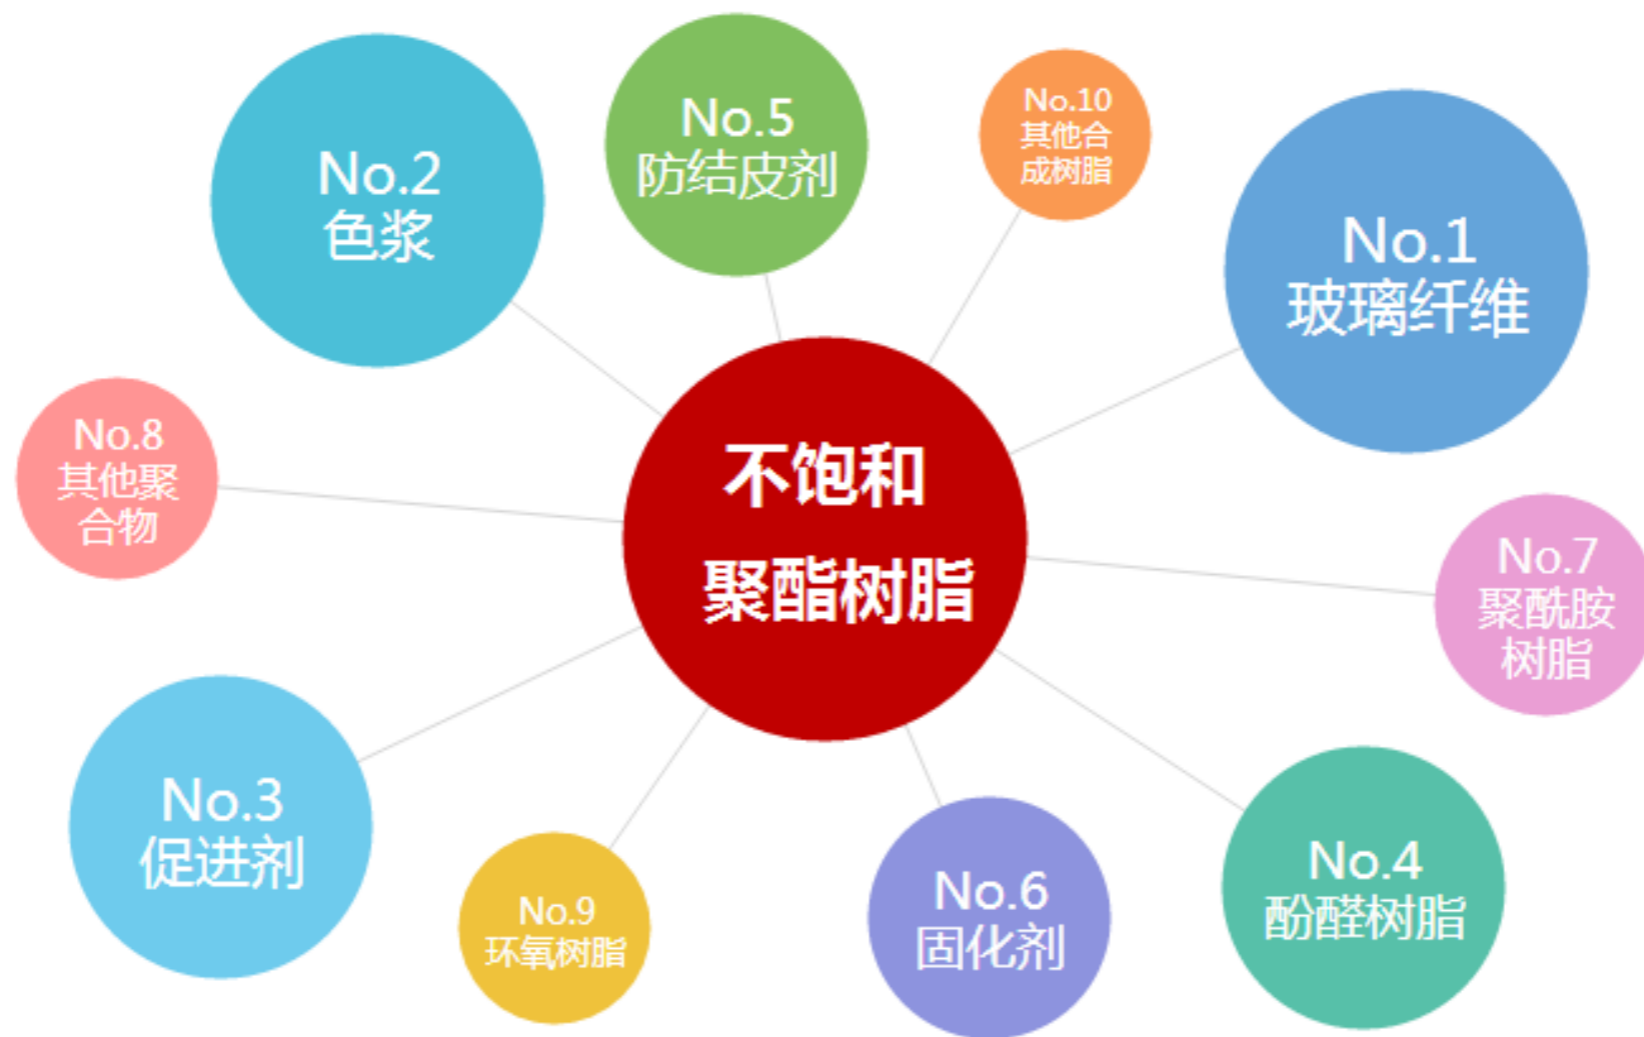 No.5
防结皮剂
No.10
其他合
成树脂
No.2
色浆
No.1
玻璃纤维
No.8
其他聚
合物
不饱和
聚酯树脂
No.7
聚酰胺
树脂
No.3
促进剂
No.9
环氧树脂
No.6
固化剂
No.4
酚醛树脂